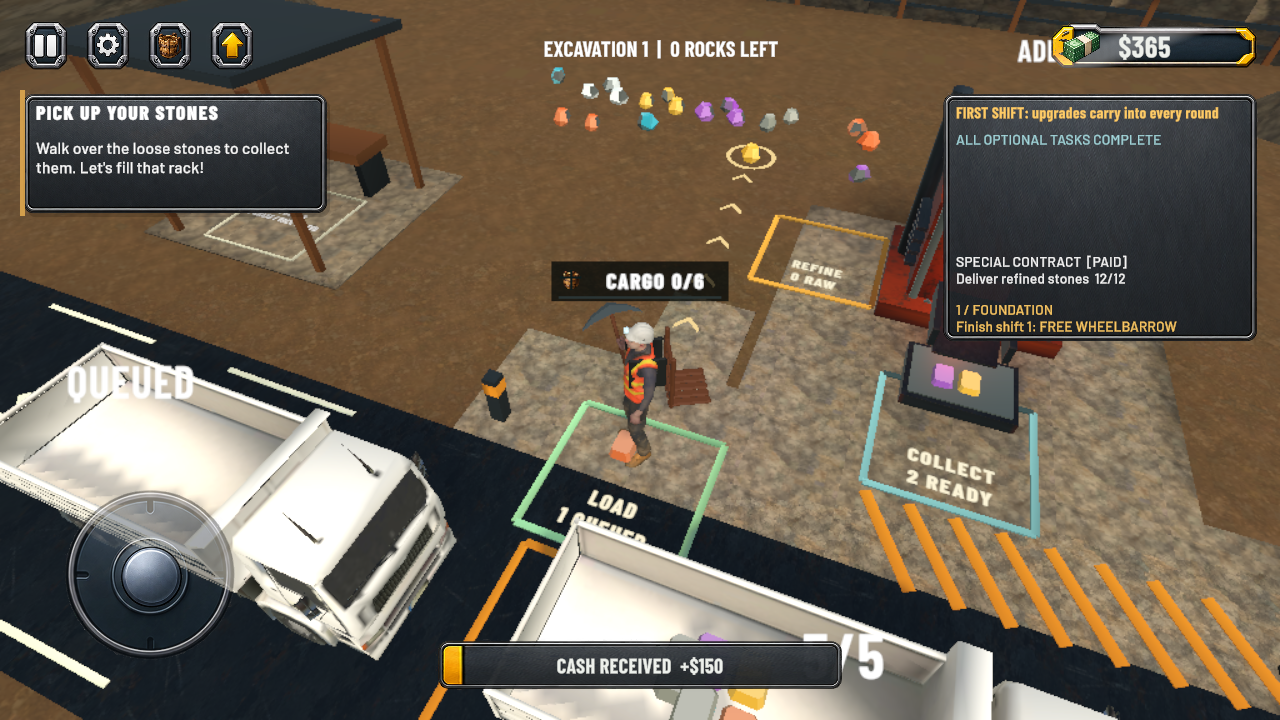 EXCAVATION 1 | 0 ROCKS LEFT
$365
PICK UP YOUR STONES
Walk over the loose stones to collect
them. Let's fill that rack!
FIRST SHIFT: upgrades carry into every round
ALL OPTIONAL TASKS COMPLETE
SPECIAL CONTRACT [PAID]
Deliver refined stones 12/12
1 / FOUNDATION
Finish shift 1: FREE WHEELBARROW
REFINE
0 RAW
CARGO 0/6
QUEUED
COLLECT
2 READY
LOAD
1 QUEUED
5/5
CASH RECEIVED +$150